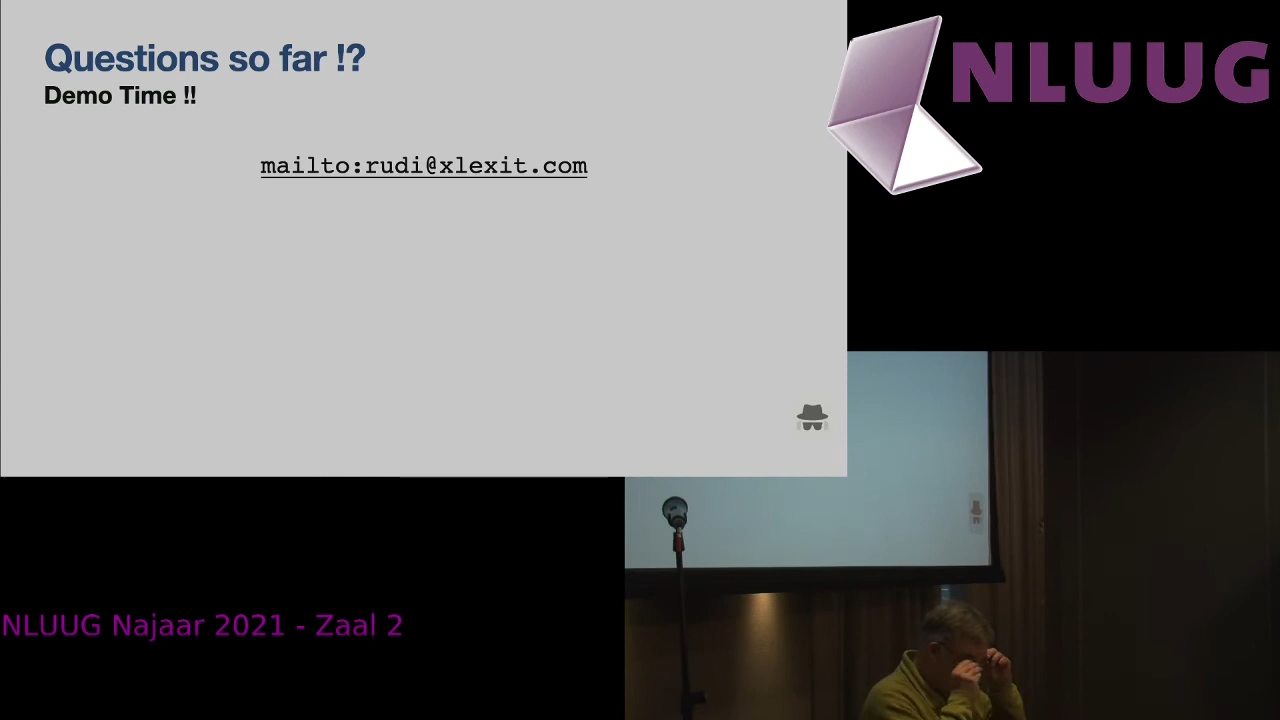 Questions so far !?
Demo Time !!
mailto:rudi@xlexit.com
NLUUG
NLUUG Najaar 2021 - Zaal 2